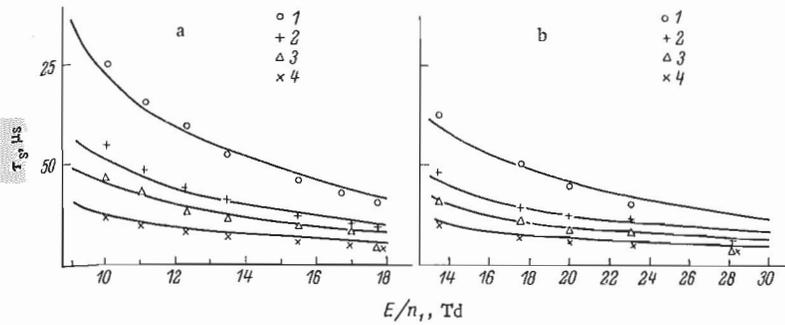 a
○ 1
+ 2
△ 3
× 4
b
○ 1
+ 2
△ 3
× 4
25
50
τs, μs
10 12 14 16 18
14 16 18 20 22 24 26 28 30
E/n₁, Td